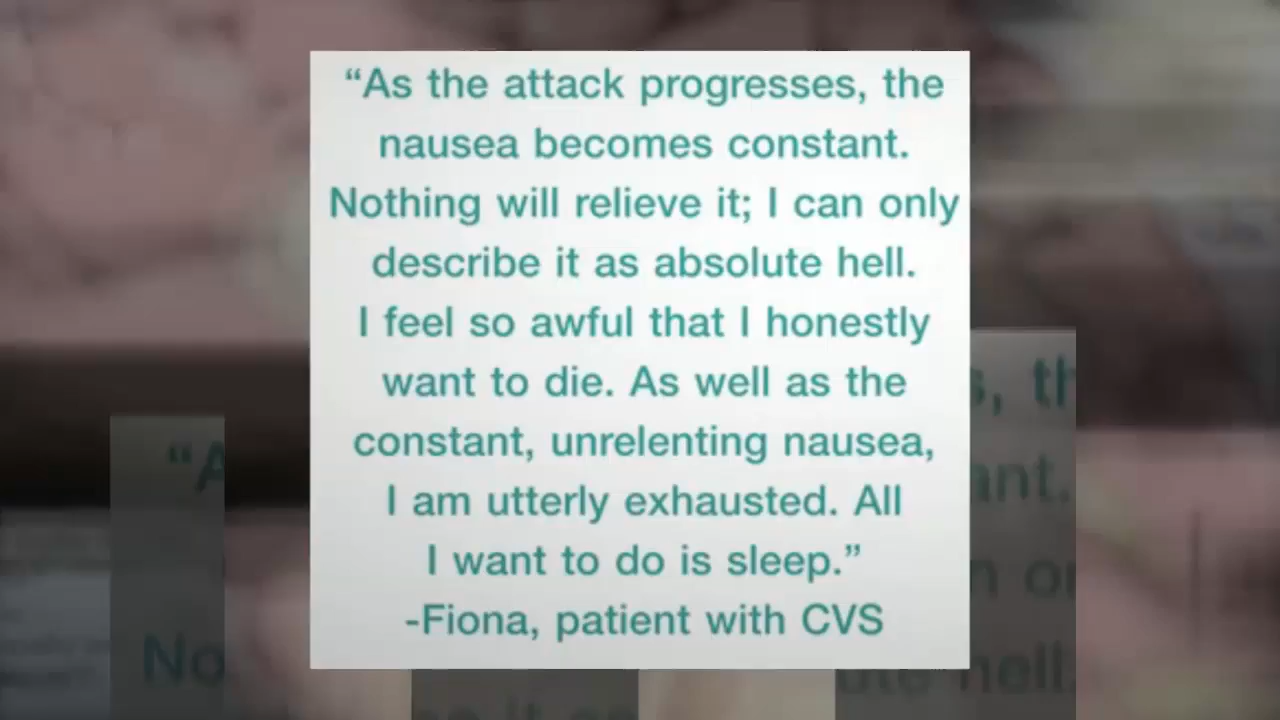 “As the attack progresses, the
nausea becomes constant.
Nothing will relieve it; I can only
describe it as absolute hell.
I feel so awful that I honestly
want to die. As well as the
constant, unrelenting nausea,
I am utterly exhausted. All
I want to do is sleep.”
-Fiona, patient with CVS